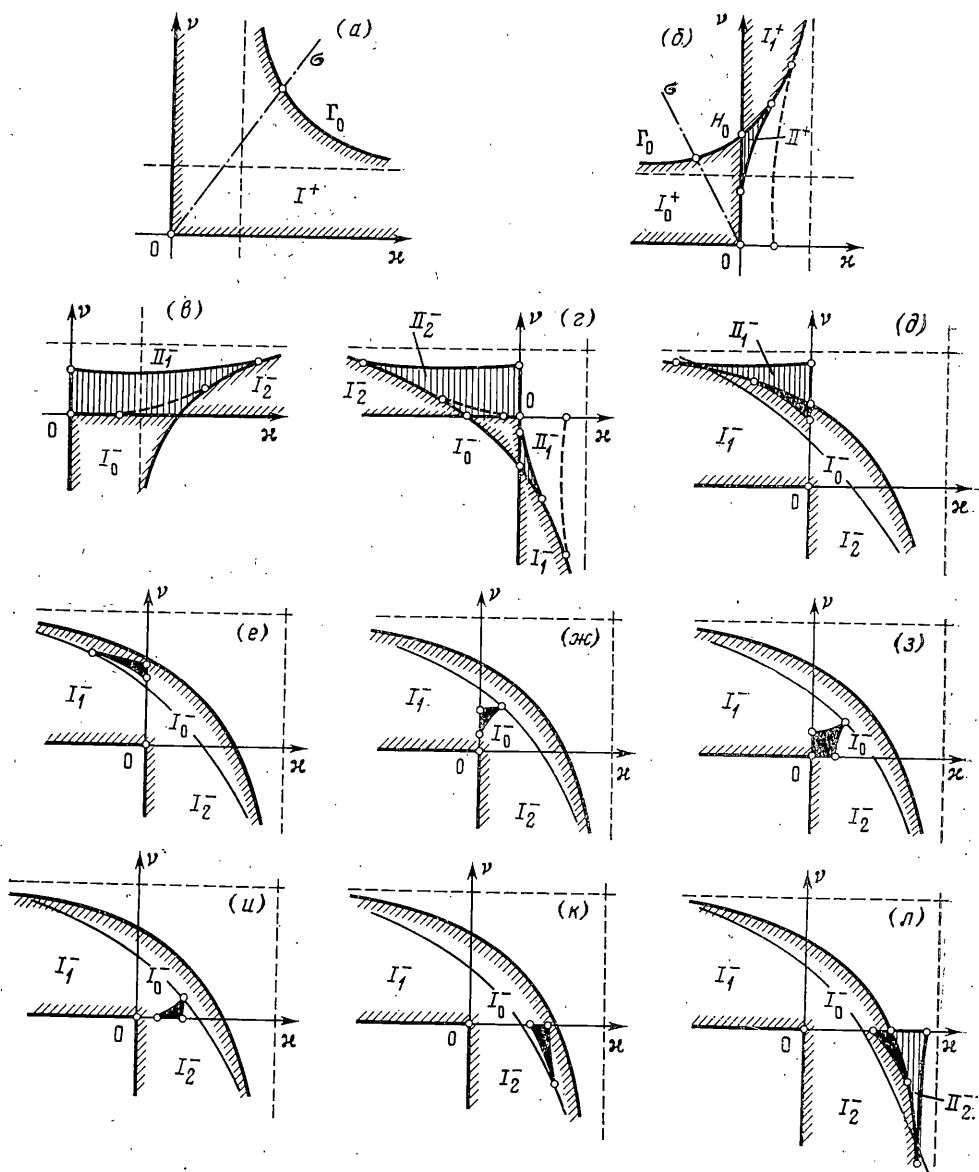 ν (а) σ Γ₀ I⁺ 0 ϰ
ν (б) σ I₁⁺ H₀ Γ₀ II⁺ I₀⁺ 0 ϰ
ν (в) II₁⁻ I₂⁻ 0 ϰ I₀⁻
II₂⁻ ν (г) I₂⁻ 0 ϰ I₀⁻ II₁⁻ I₁⁻
ν (д) II₁⁻ I₁⁻ I₀⁻ 0 ϰ I₂⁻
ν (е) I₁⁻ I₀⁻ 0 ϰ I₂⁻
ν (ж) I₁⁻ I₀⁻ 0 ϰ I₂⁻
ν (з) I₁⁻ I₀⁻ 0 ϰ I₂⁻
ν (и) I₁⁻ I₀⁻ 0 ϰ I₂⁻
ν (к) I₁⁻ I₀⁻ 0 ϰ I₂⁻
ν (л) I₁⁻ I₀⁻ 0 ϰ I₂⁻ II₂⁻